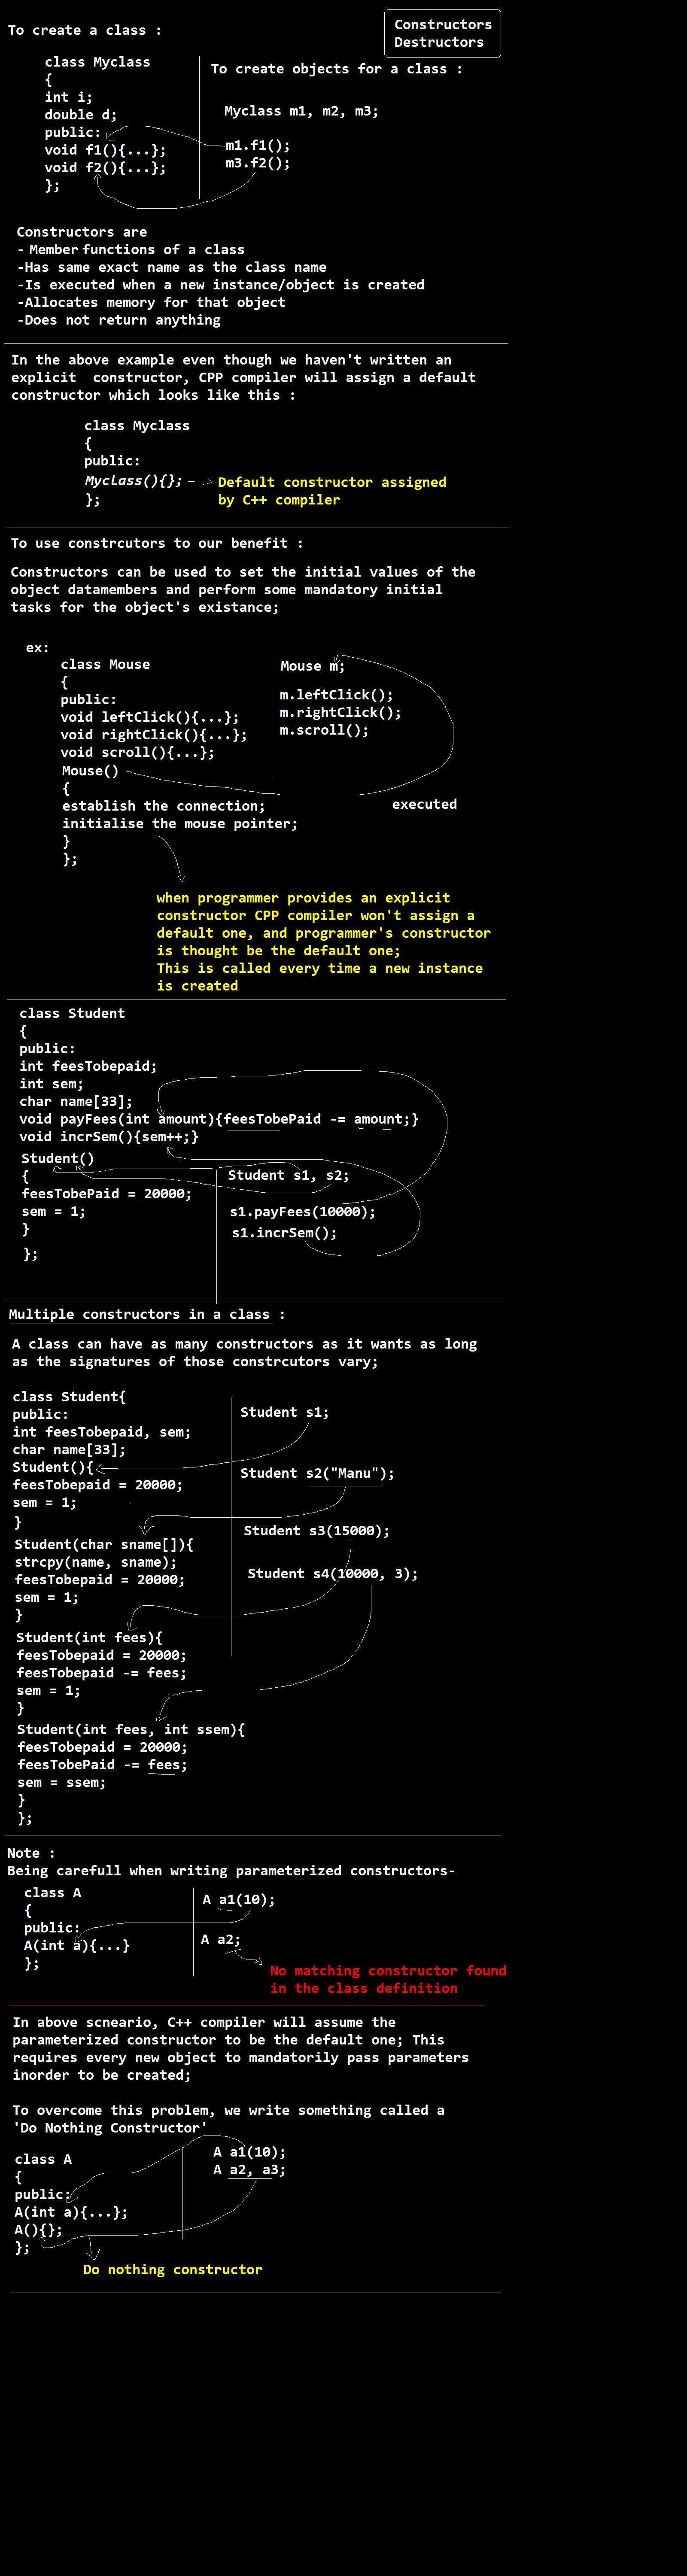 Constructors
Destructors
To create a class :
class Myclass
{
int i;
double d;
public:
void f1(){...};
void f2(){...};
};
To create objects for a class :
Myclass m1, m2, m3;
m1.f1();
m3.f2();
Constructors are
- Member functions of a class
-Has same exact name as the class name
-Is executed when a new instance/object is created
-Allocates memory for that object
-Does not return anything
In the above example even though we haven't written an
explicit constructor, CPP compiler will assign a default
constructor which looks like this :
class Myclass
{
public:
Myclass(){};
};
Default constructor assigned
by C++ compiler
To use constrcutors to our benefit :
Constructors can be used to set the initial values of the
object datamembers and perform some mandatory initial
tasks for the object's existance;
ex:
class Mouse
{
public:
void leftClick(){...};
void rightClick(){...};
void scroll(){...};
Mouse()
{
establish the connection;
initialise the mouse pointer;
}
};
Mouse m;
m.leftClick();
m.rightClick();
m.scroll();
executed
when programmer provides an explicit
constructor CPP compiler won't assign a
default one, and programmer's constructor
is thought be the default one;
This is called every time a new instance
is created
class Student
{
public:
int feesTobepaid;
int sem;
char name[33];
void payFees(int amount){feesTobePaid -= amount;}
void incrSem(){sem++;}
Student()
{
feesTobePaid = 20000;
sem = 1;
}
};
Student s1, s2;
s1.payFees(10000);
s1.incrSem();
Multiple constructors in a class :
A class can have as many constructors as it wants as long
as the signatures of those constrcutors vary;
class Student{
public:
int feesTobepaid, sem;
char name[33];
Student(){
feesTobepaid = 20000;
sem = 1;
}
Student(char sname[]){
strcpy(name, sname);
feesTobepaid = 20000;
sem = 1;
}
Student(int fees){
feesTobepaid = 20000;
feesTobepaid -= fees;
sem = 1;
}
Student(int fees, int ssem){
feesTobepaid = 20000;
feesTobePaid -= fees;
sem = ssem;
}
};
Student s1;
Student s2("Manu");
Student s3(15000);
Student s4(10000, 3);
Note :
Being carefull when writing parameterized constructors-
class A
{
public:
A(int a){...}
};
A a1(10);
A a2;
No matching constructor found
in the class definition
In above scneario, C++ compiler will assume the
parameterized constructor to be the default one; This
requires every new object to mandatorily pass parameters
inorder to be created;
To overcome this problem, we write something called a
'Do Nothing Constructor'
class A
{
public:
A(int a){...};
A(){};
};
A a1(10);
A a2, a3;
Do nothing constructor